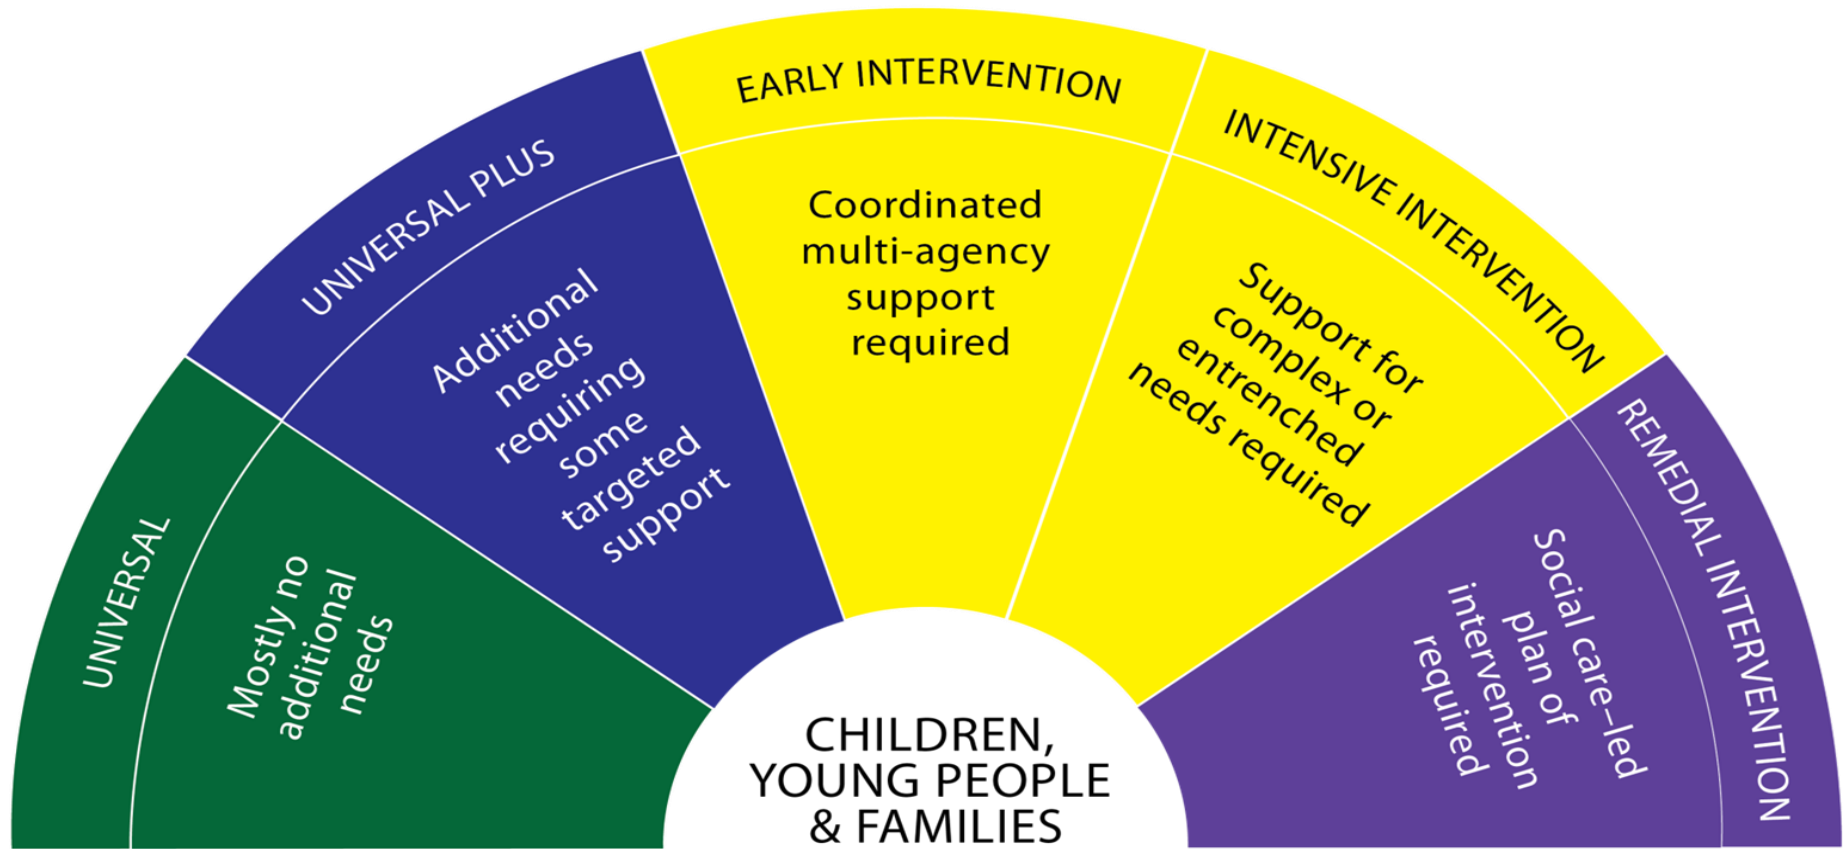 UNIVERSAL
Mostly no
additional
needs
UNIVERSAL PLUS
Additional
needs
requiring
some
targeted
support
EARLY INTERVENTION
Coordinated
multi-agency
support
required
INTENSIVE INTERVENTION
Support for
complex or
entrenched
needs required
REMEDIAL INTERVENTION
Social care–led
plan of
intervention
required
CHILDREN,
YOUNG PEOPLE
& FAMILIES